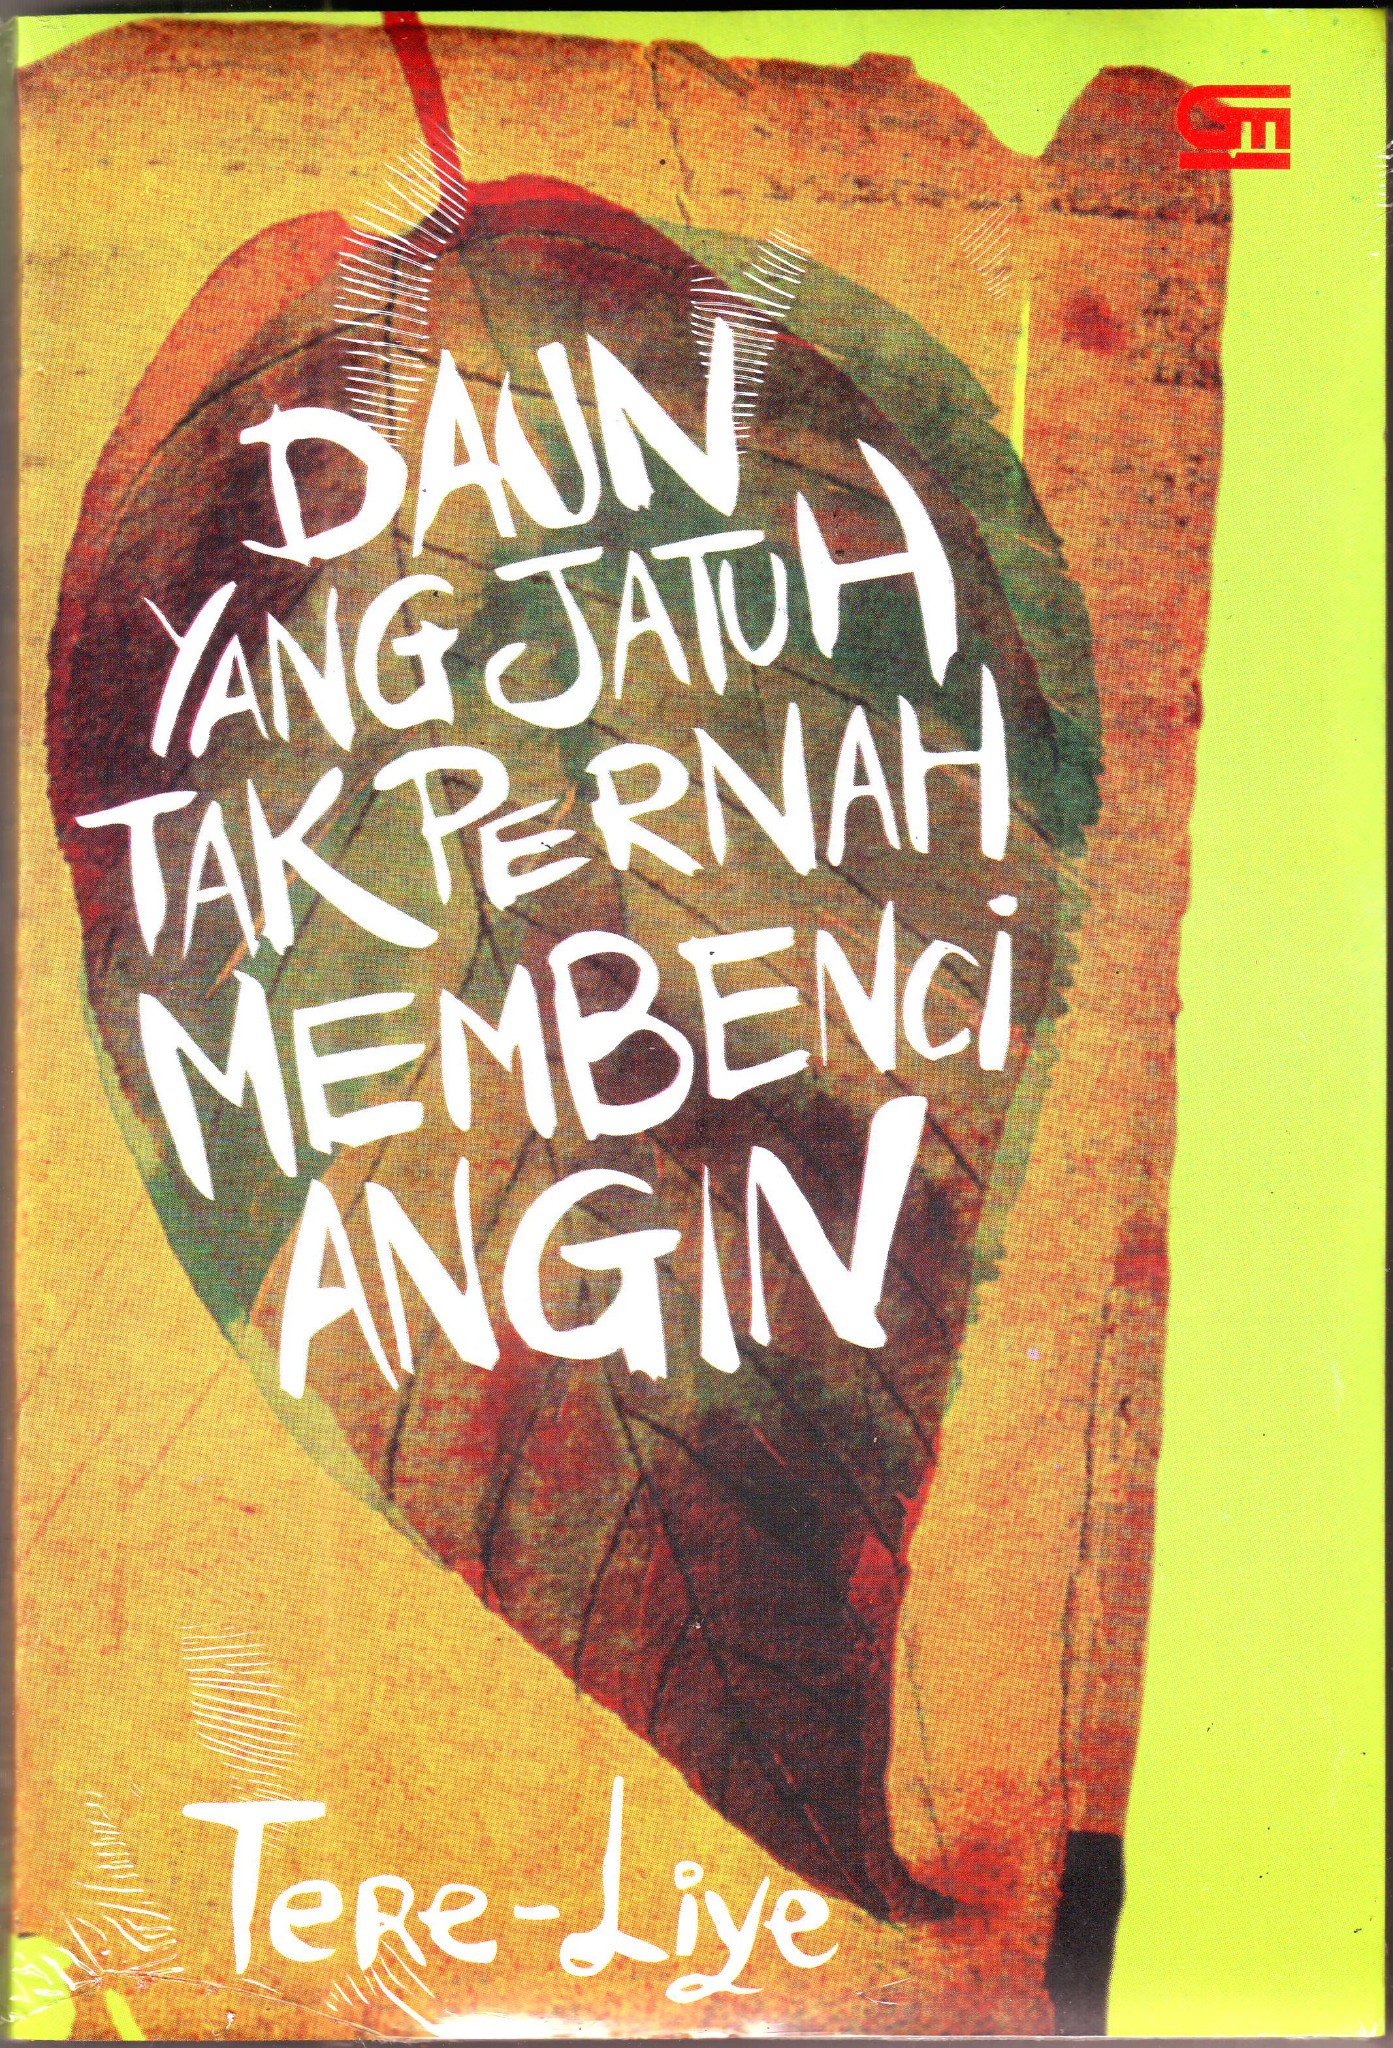 DAUN
YANG JATUH
TAK PERNAH
MEMBENCI
ANGIN
Tere-Liye